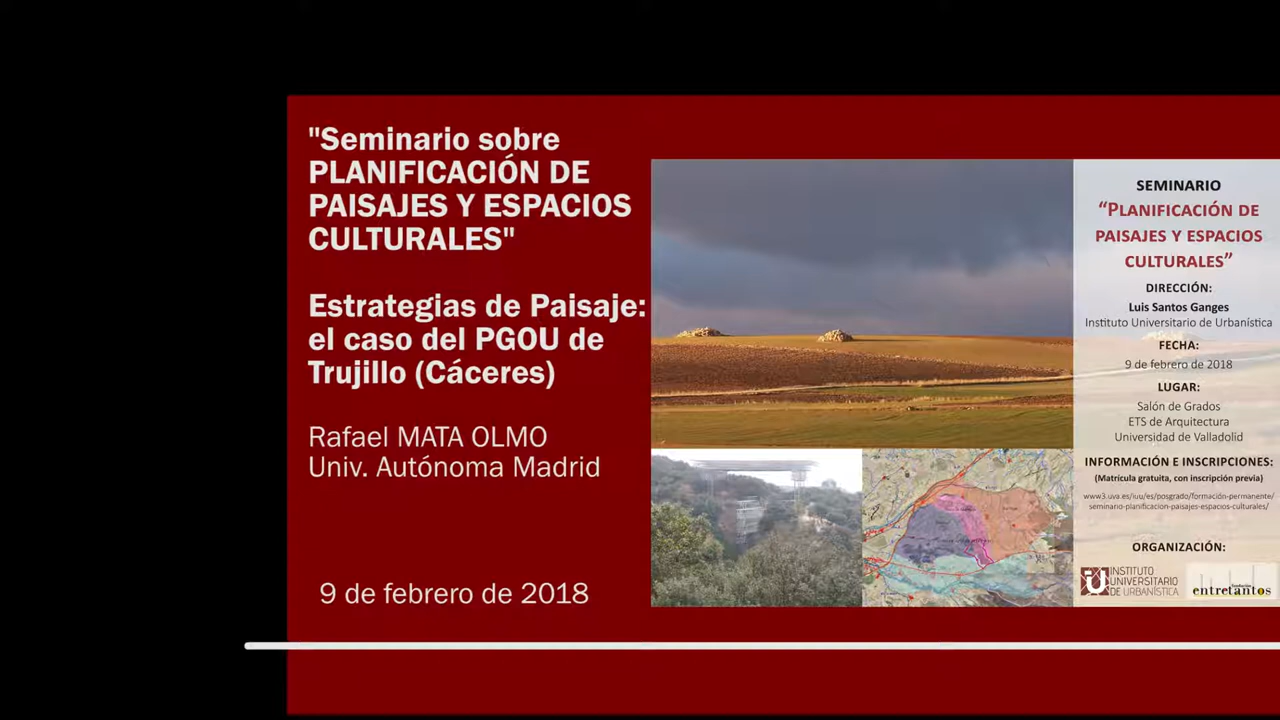 "Seminario sobre
PLANIFICACIÓN DE
PAISAJES Y ESPACIOS
CULTURALES"
Estrategias de Paisaje:
el caso del PGOU de
Trujillo (Cáceres)
Rafael MATA OLMO
Univ. Autónoma Madrid
9 de febrero de 2018
SEMINARIO
“PLANIFICACIÓN DE
PAISAJES Y ESPACIOS
CULTURALES”
DIRECCIÓN:
Luis Santos Ganges
Instituto Universitario de Urbanística
FECHA:
9 de febrero de 2018
LUGAR:
Salón de Grados
ETS de Arquitectura
Universidad de Valladolid
INFORMACIÓN E INSCRIPCIONES:
(Matrícula gratuita, con inscripción previa)
www3.uva.es/iuu/es/posgrado/formación-permanente/
seminario-planificacion-paisajes-espacios-culturales/
ORGANIZACIÓN:
INSTITUTO
UNIVERSITARIO
DE URBANÍSTICA
fundación
entretantos